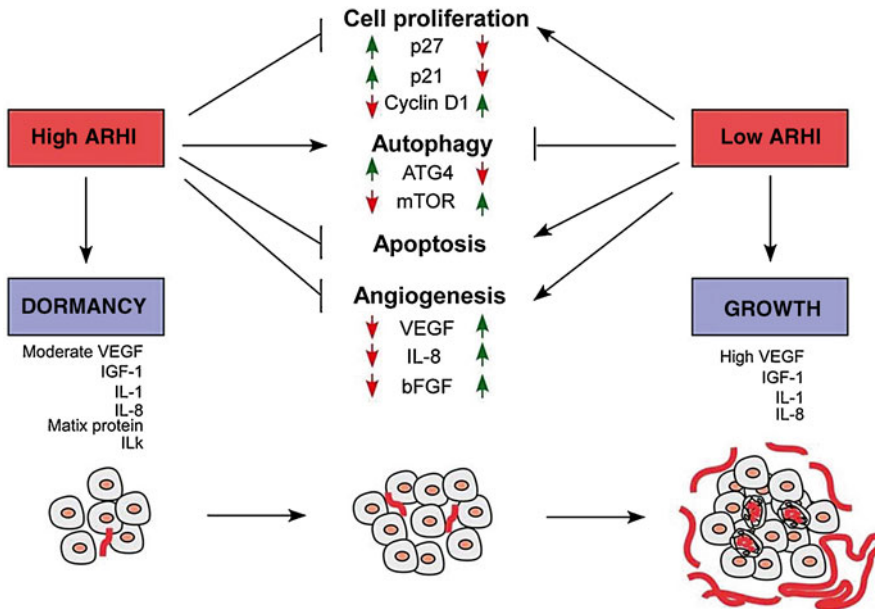 Cell proliferation
p27
p21
Cyclin D1
High ARHI
Low ARHI
Autophagy
ATG4
mTOR
Apoptosis
Angiogenesis
VEGF
IL-8
bFGF
DORMANCY
Moderate VEGF
IGF-1
IL-1
IL-8
Matix protein
ILk
GROWTH
High VEGF
IGF-1
IL-1
IL-8